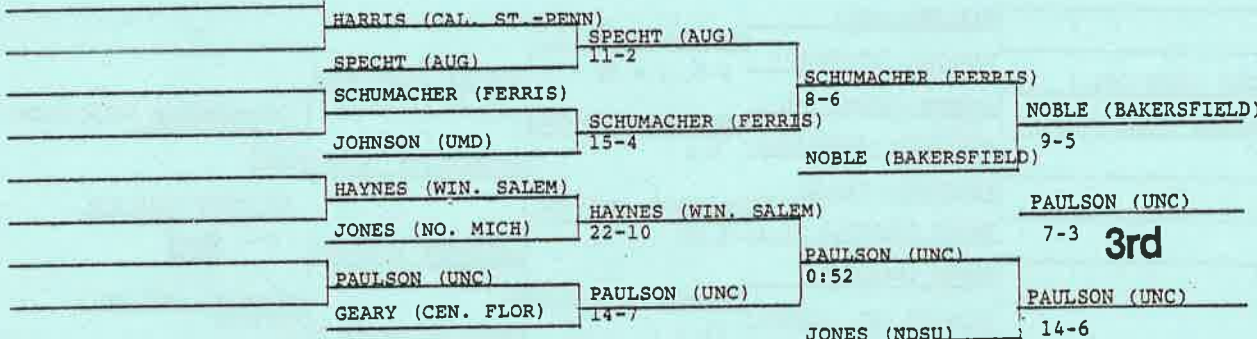 HARRIS (CAL. ST.-PENN)
SPECHT (AUG)
11-2
SPECHT (AUG)
SCHUMACHER (FERRIS)
8-6
SCHUMACHER (FERRIS)
NOBLE (BAKERSFIELD)
9-5
SCHUMACHER (FERRIS)
15-4
JOHNSON (UMD)
NOBLE (BAKERSFIELD)
HAYNES (WIN. SALEM)
PAULSON (UNC)
7-3
3rd
HAYNES (WIN. SALEM)
22-10
JONES (NO. MICH)
PAULSON (UNC)
0:52
PAULSON (UNC)
PAULSON (UNC)
14-7
PAULSON (UNC)
14-6
GEARY (CEN. FLOR)
JONES (NDSU)